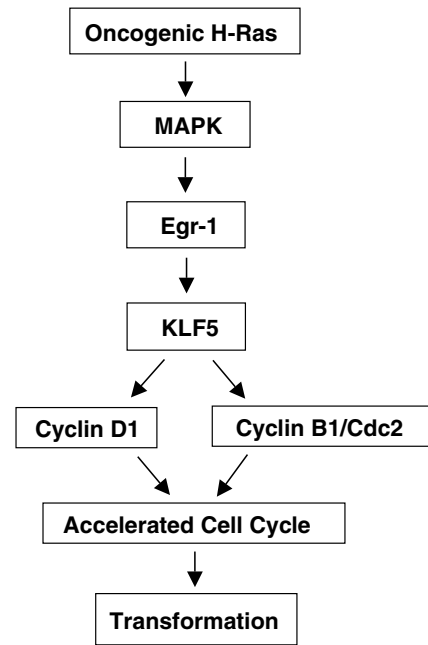 Oncogenic H-Ras
MAPK
Egr-1
KLF5
Cyclin D1
Cyclin B1/Cdc2
Accelerated Cell Cycle
Transformation